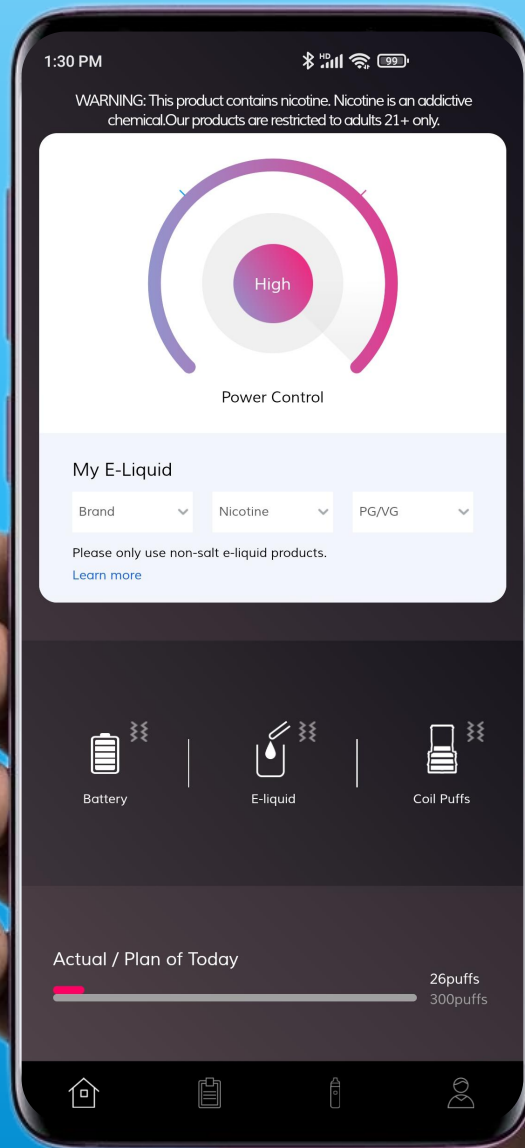 1:30 PM
HD
99
WARNING: This product contains nicotine. Nicotine is an addictive
chemical.Our products are restricted to adults 21+ only.
High
Power Control
My E-Liquid
Brand
Nicotine
PG/VG
Please only use non-salt e-liquid products.
Learn more
Battery
E-liquid
Coil Puffs
Actual / Plan of Today
26puffs
300puffs